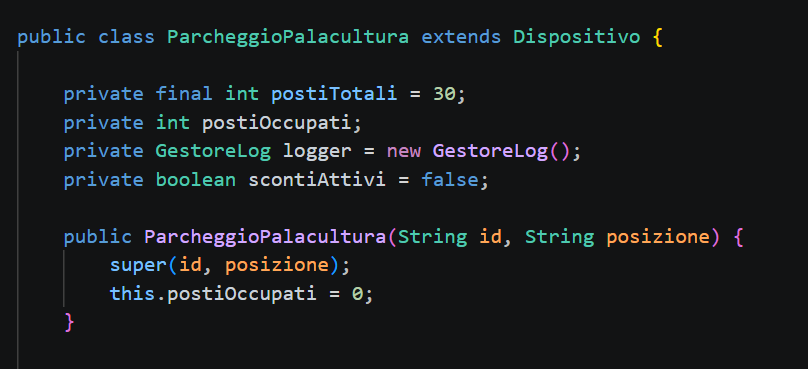 public class ParcheggioPalacultura extends Dispositivo {
private final int postiTotali = 30;
private int postiOccupati;
private GestoreLog logger = new GestoreLog();
private boolean scontiAttivi = false;
public ParcheggioPalacultura(String id, String posizione) {
super(id, posizione);
this.postiOccupati = 0;
}